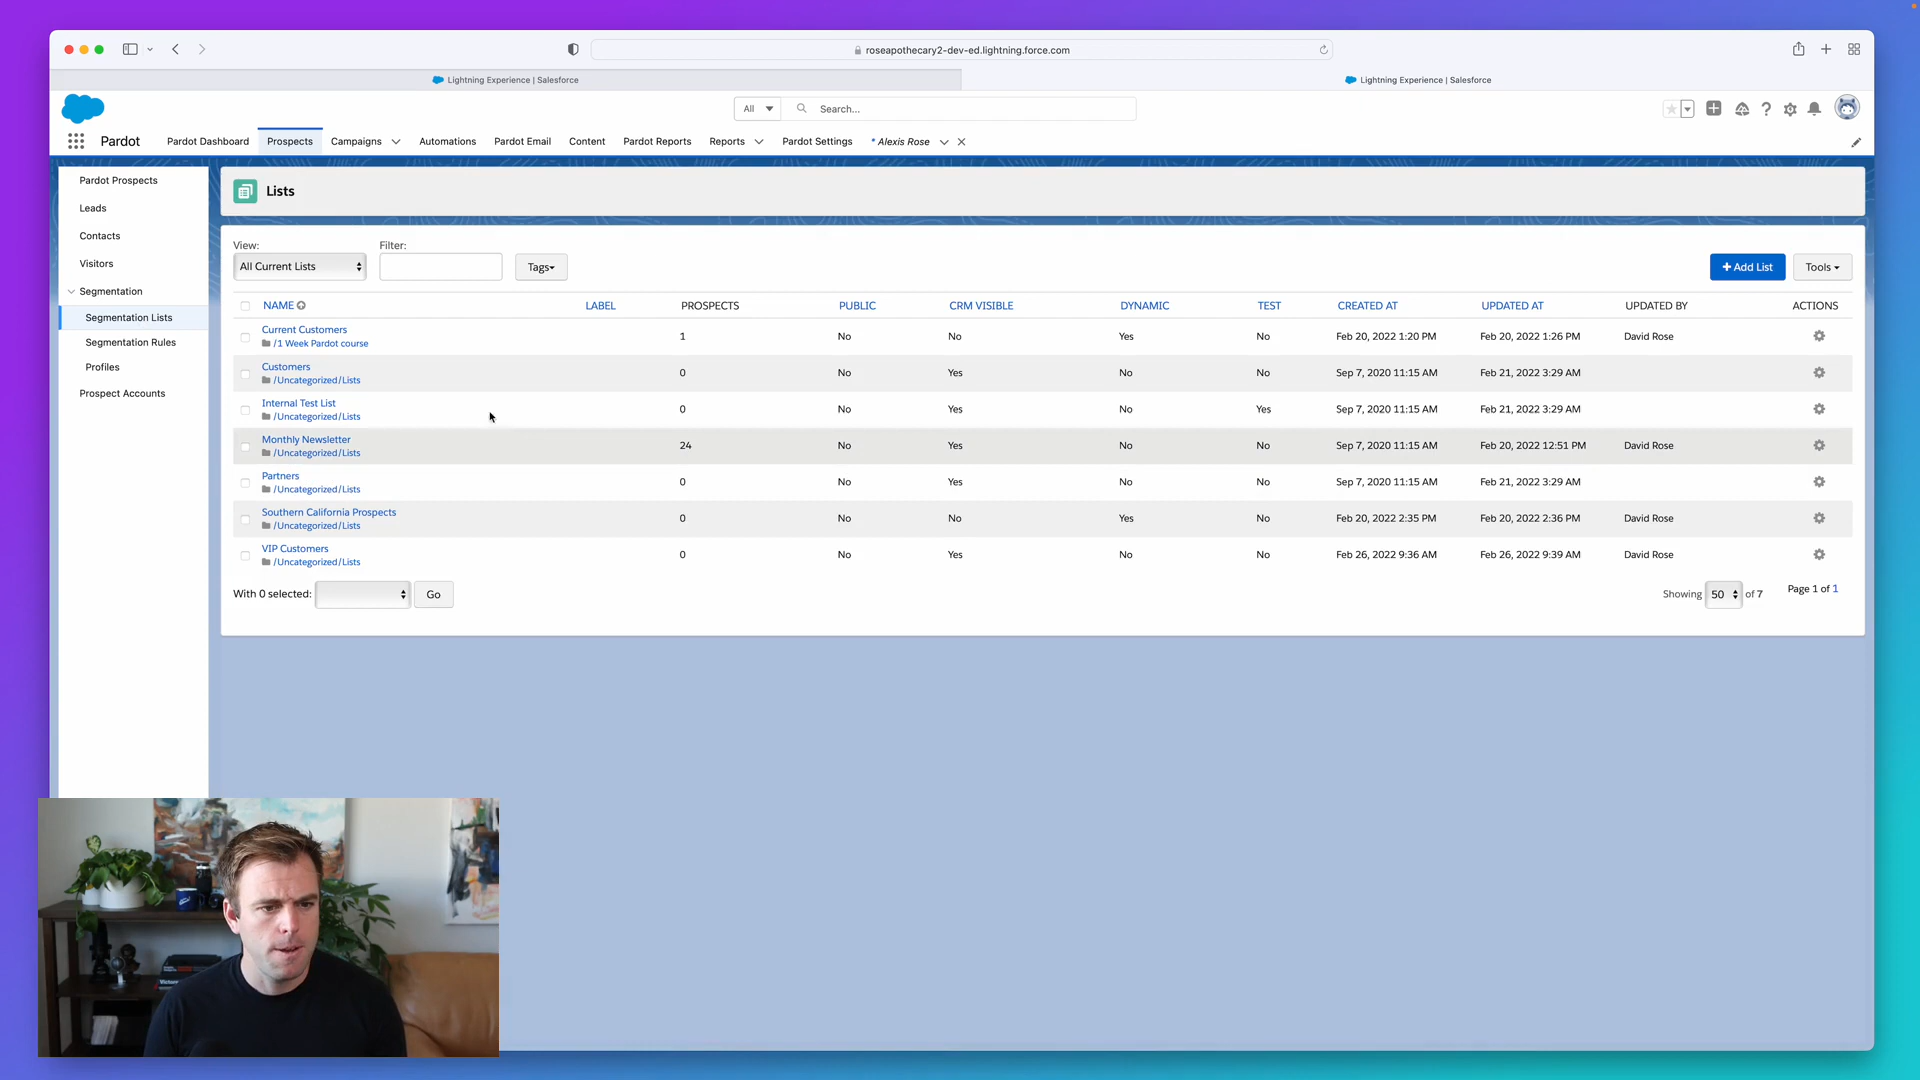 roseapothecary2-dev-ed.lightning.force.com
Lightning Experience | Salesforce
Lightning Experience | Salesforce
All
Search...
Pardot
Pardot Dashboard
Prospects
Campaigns
Automations
Pardot Email
Content
Pardot Reports
Reports
Pardot Settings
* Alexis Rose
Pardot Prospects
Leads
Contacts
Visitors
Segmentation
Segmentation Lists
Segmentation Rules
Profiles
Prospect Accounts
Lists
View:
Filter:
All Current Lists
Tags
+ Add List
Tools
NAME LABEL PROSPECTS PUBLIC CRM VISIBLE DYNAMIC TEST CREATED AT UPDATED AT UPDATED BY ACTIONS
Current Customers
/1 Week Pardot course
1 No No Yes No Feb 20, 2022 1:20 PM Feb 20, 2022 1:26 PM David Rose
Customers
/Uncategorized/Lists
0 No Yes No No Sep 7, 2020 11:15 AM Feb 21, 2022 3:29 AM
Internal Test List
/Uncategorized/Lists
0 No Yes No Yes Sep 7, 2020 11:15 AM Feb 21, 2022 3:29 AM
Monthly Newsletter
/Uncategorized/Lists
24 No Yes No No Sep 7, 2020 11:15 AM Feb 20, 2022 12:51 PM David Rose
Partners
/Uncategorized/Lists
0 No Yes No No Sep 7, 2020 11:15 AM Feb 21, 2022 3:29 AM
Southern California Prospects
/Uncategorized/Lists
0 No No Yes No Feb 20, 2022 2:35 PM Feb 20, 2022 2:36 PM David Rose
VIP Customers
/Uncategorized/Lists
0 No Yes No No Feb 26, 2022 9:36 AM Feb 26, 2022 9:39 AM David Rose
With 0 selected:
Go
Showing 50 of 7
Page 1 of 1